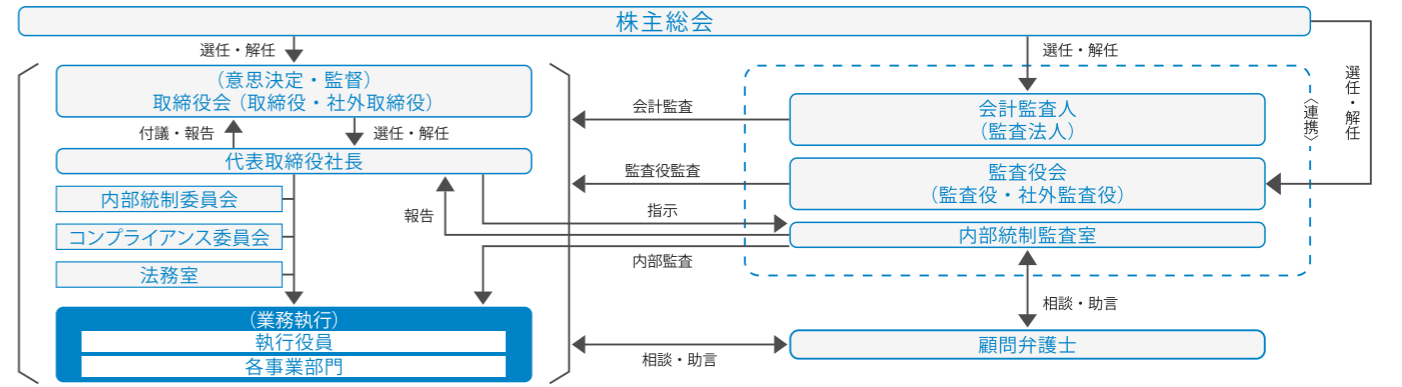 株主総会
選任・解任
選任・解任
選任・解任
（意思決定・監督）
取締役会（取締役・社外取締役）
付議・報告
選任・解任
代表取締役社長
内部統制委員会
コンプライアンス委員会
法務室
（業務執行）
執行役員
各事業部門
会計監査
監査役監査
指示
報告
内部監査
相談・助言
〈連携〉
会計監査人
（監査法人）
監査役会
（監査役・社外監査役）
内部統制監査室
相談・助言
顧問弁護士